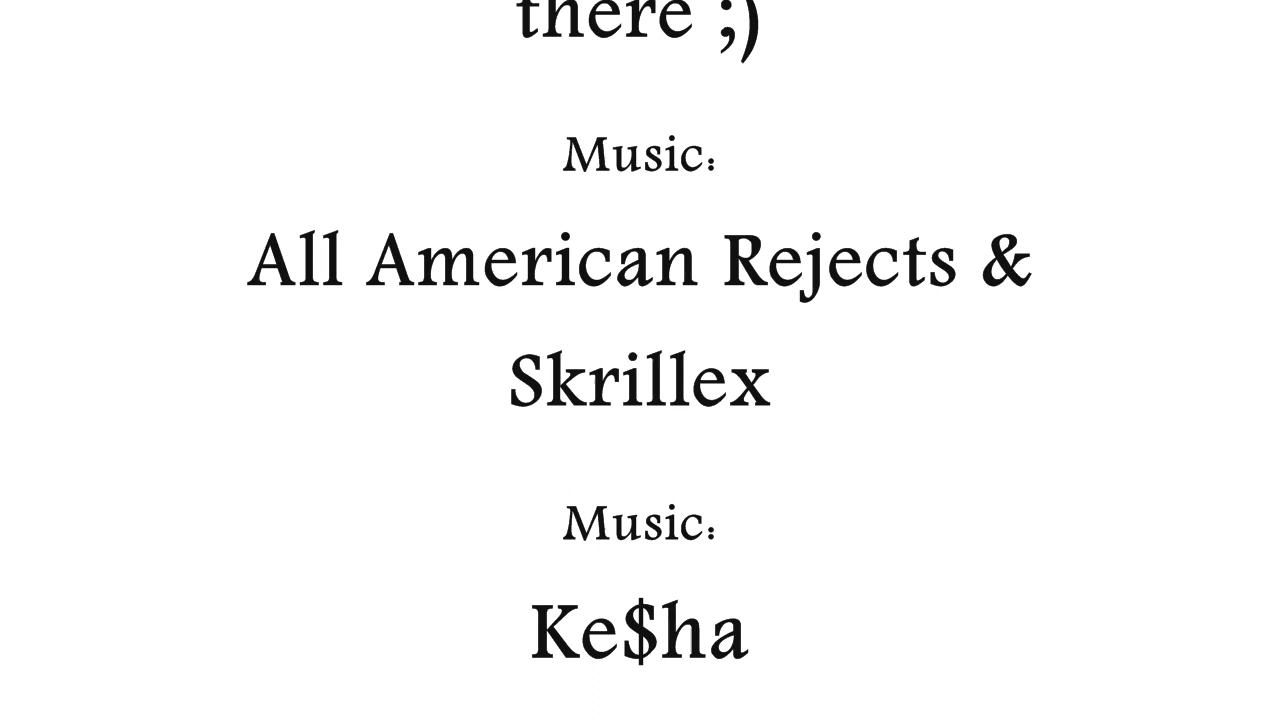 there ;)
Music:
All American Rejects &
Skrillex
Music:
Ke$ha